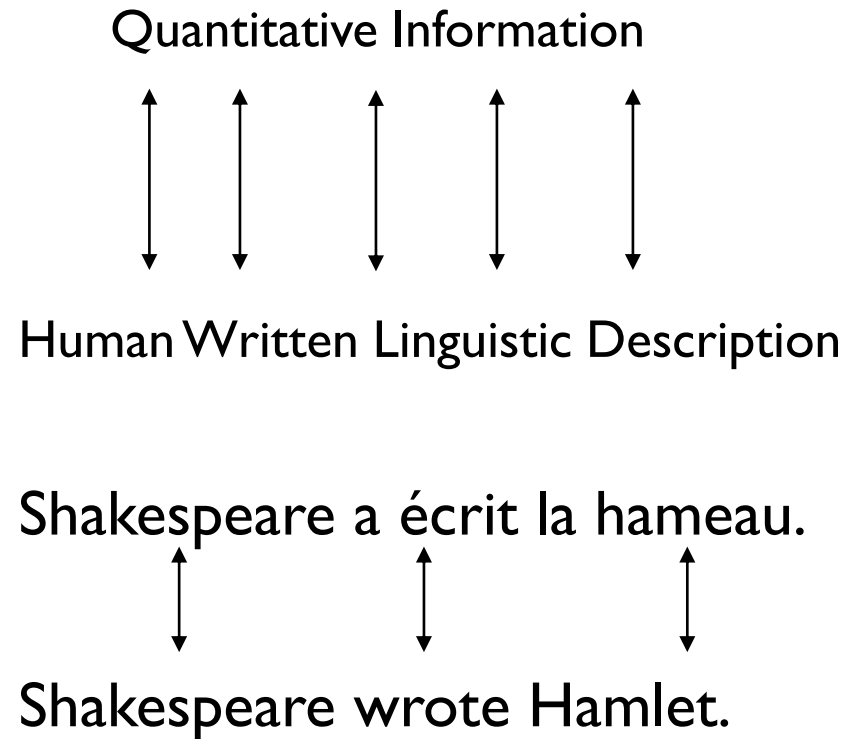 Quantitative Information
Human Written Linguistic Description
Shakespeare a écrit la hameau.
Shakespeare wrote Hamlet.